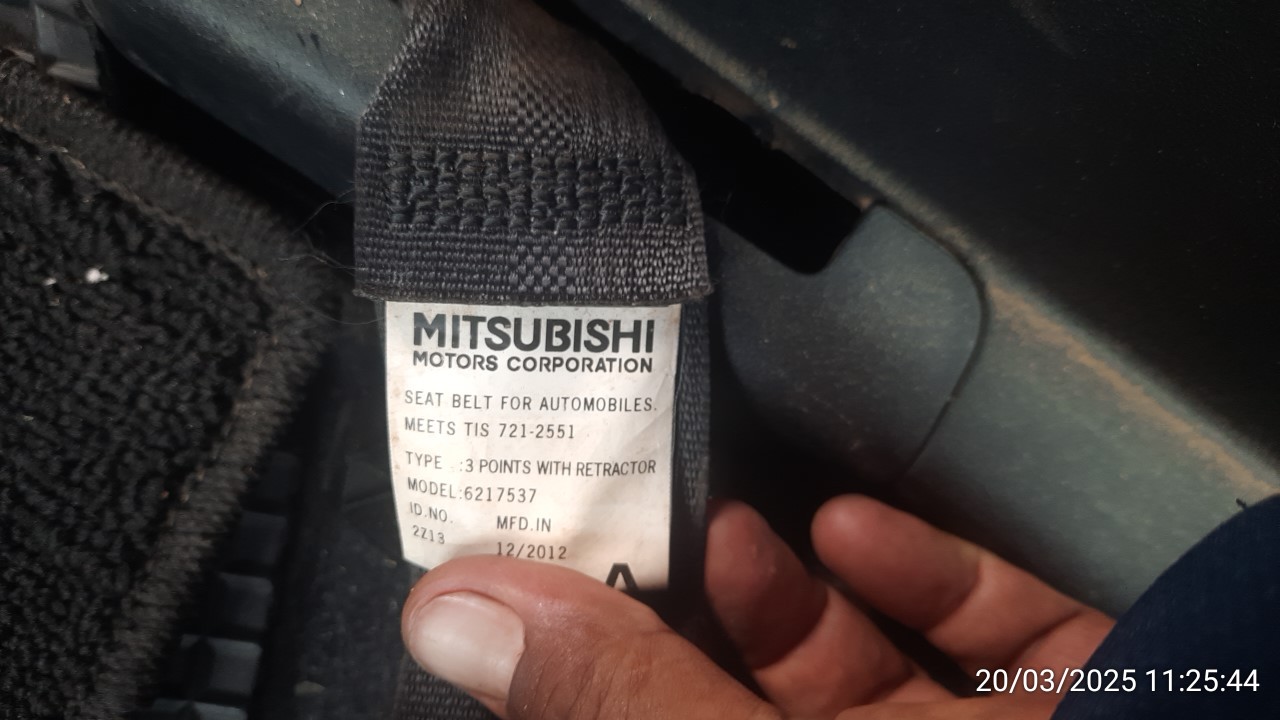 MITSUBISHI
MOTORS CORPORATION
SEAT BELT FOR AUTOMOBILES.
MEETS TIS 721-2551
TYPE :3 POINTS WITH RETRACTOR
MODEL:6217537
ID.NO. MFD.IN
2Z13 12/2012
A
20/03/2025 11:25:44